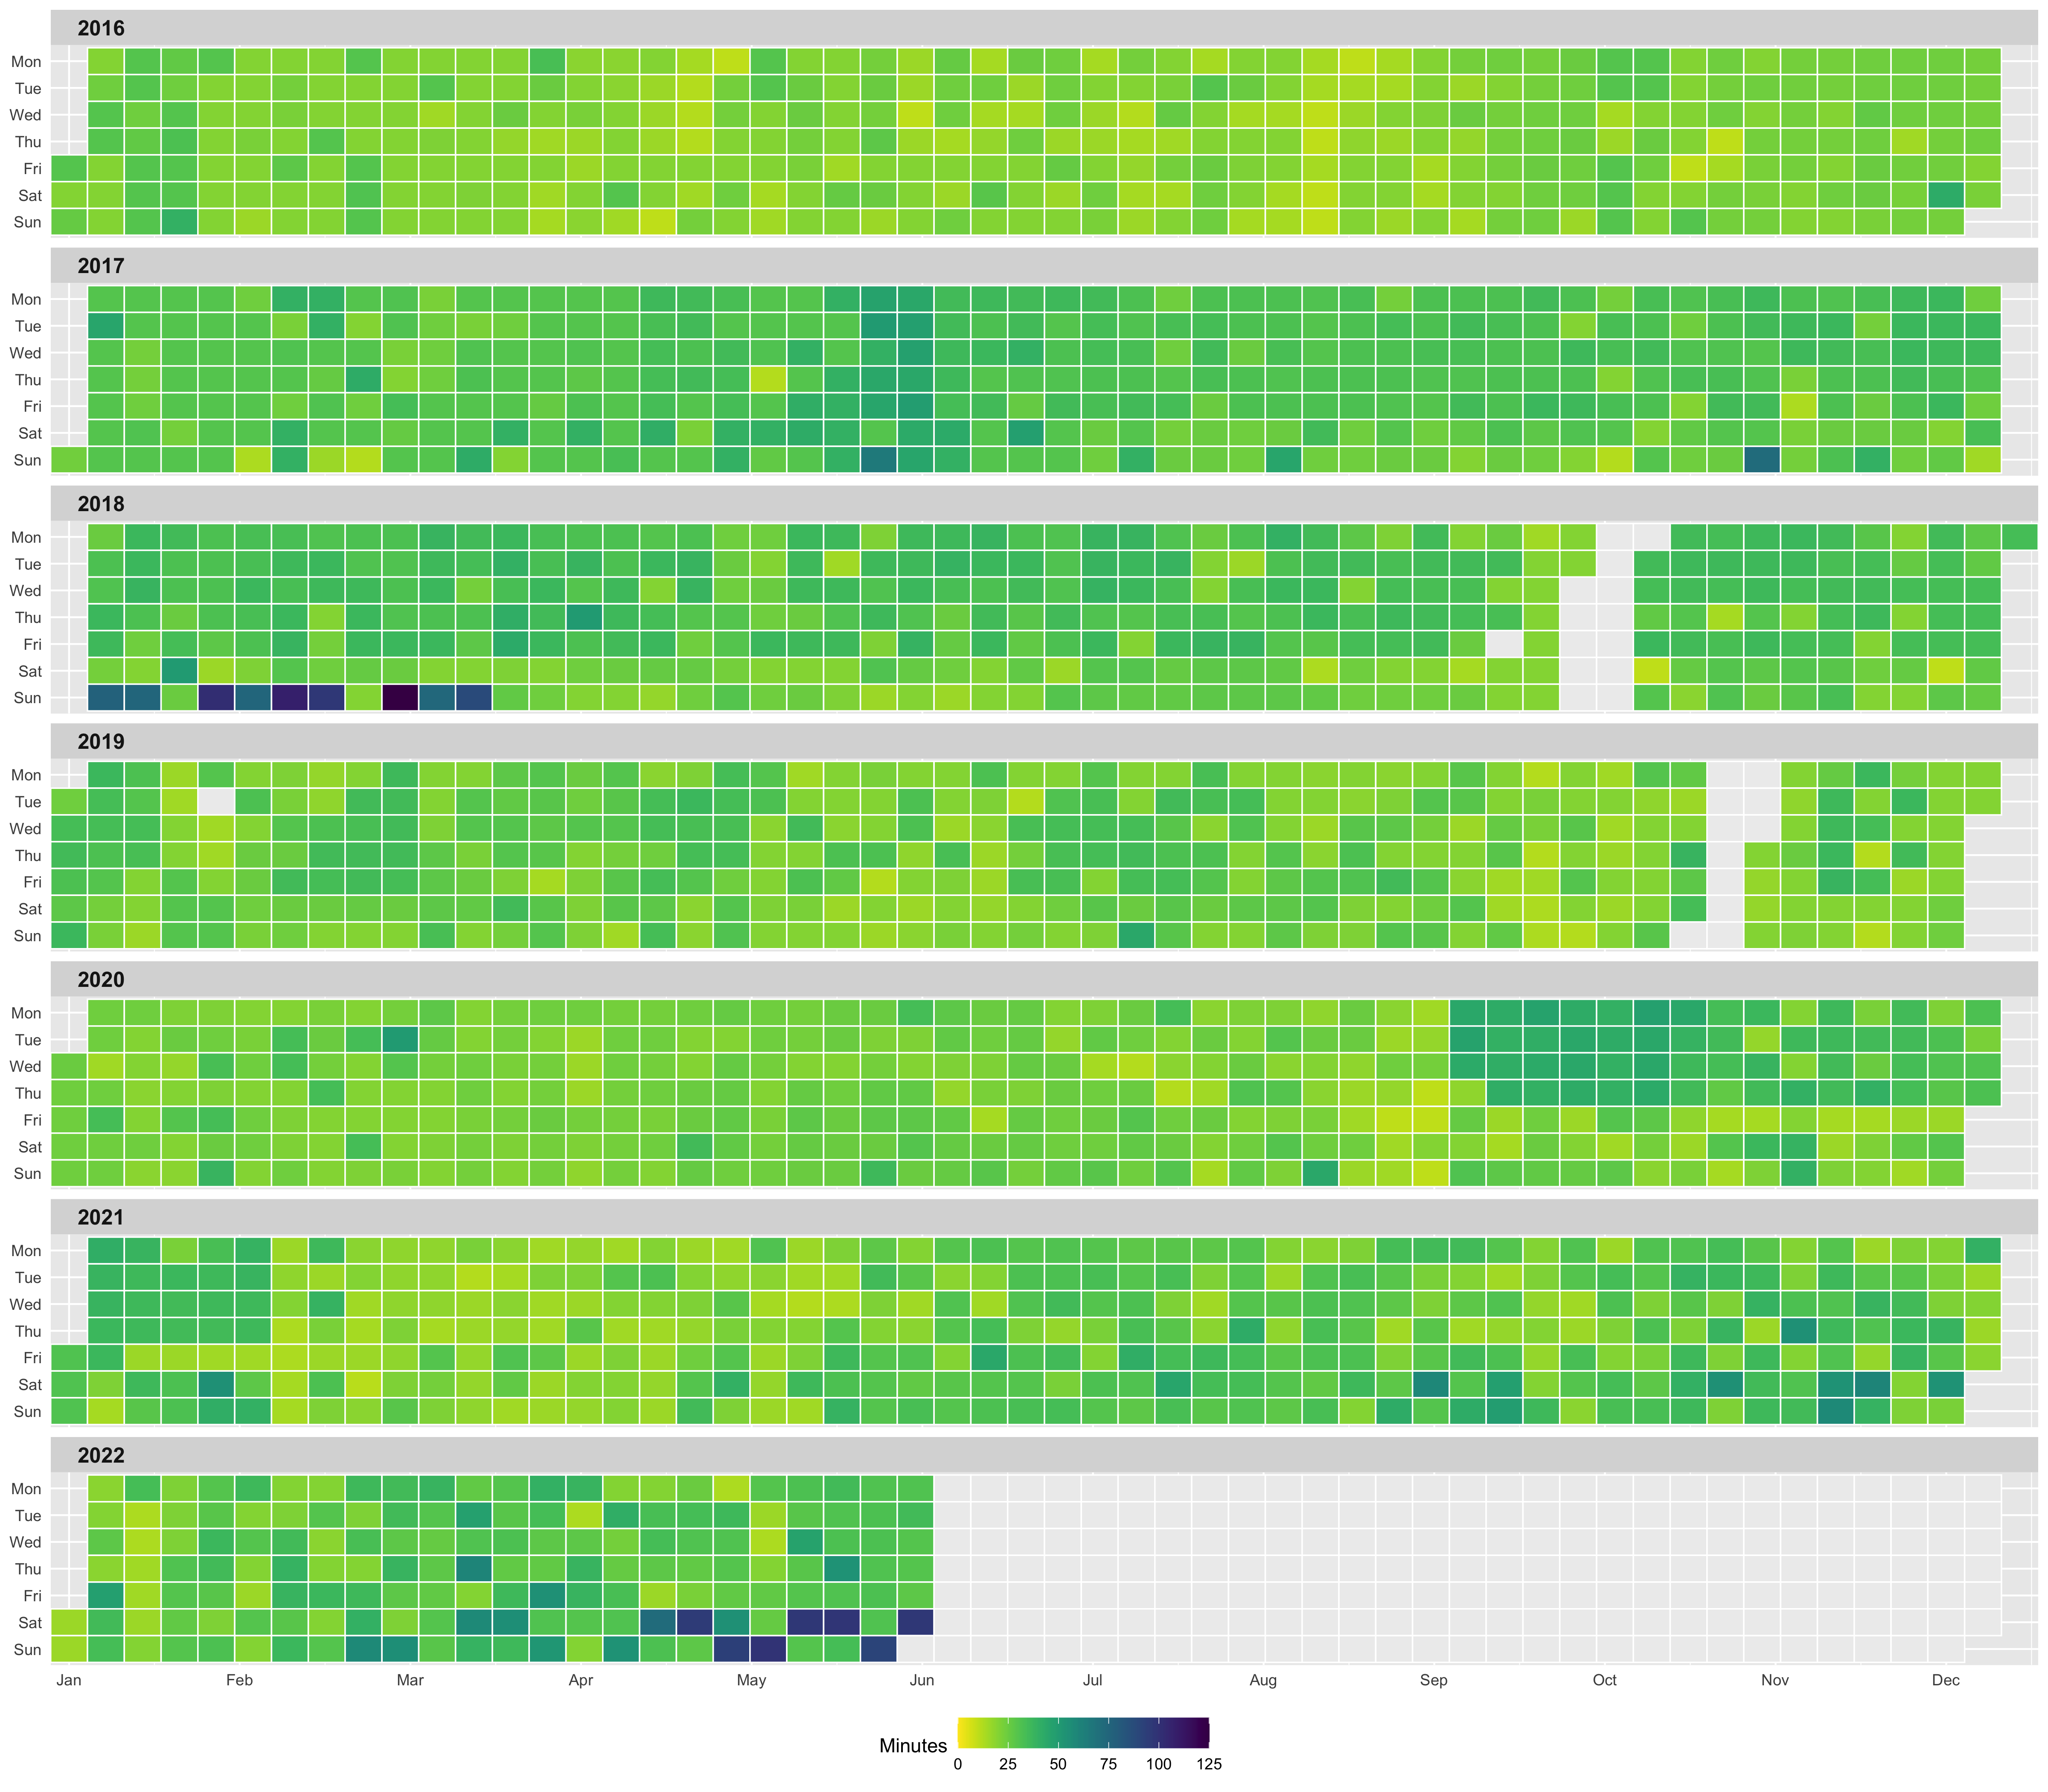 2016
Mon
Tue
Wed
Thu
Fri
Sat
Sun
2017
Mon
Tue
Wed
Thu
Fri
Sat
Sun
2018
Mon
Tue
Wed
Thu
Fri
Sat
Sun
2019
Mon
Tue
Wed
Thu
Fri
Sat
Sun
2020
Mon
Tue
Wed
Thu
Fri
Sat
Sun
2021
Mon
Tue
Wed
Thu
Fri
Sat
Sun
2022
Mon
Tue
Wed
Thu
Fri
Sat
Sun
Jan Feb Mar Apr May Jun Jul Aug Sep Oct Nov Dec
Minutes
0 25 50 75 100 125